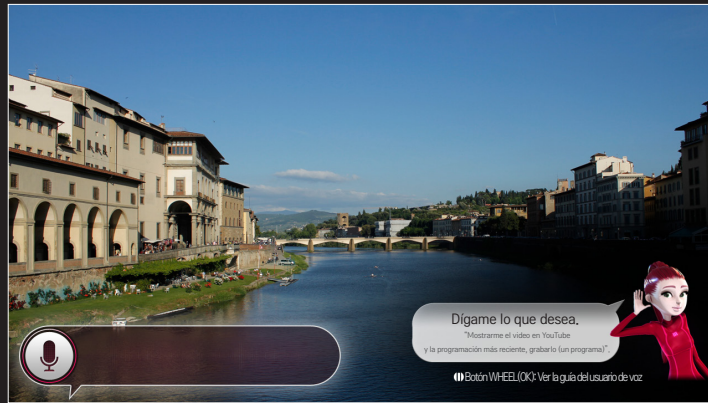 Dígame lo que desea.
"Mostrarme el video en YouTube
y la programación más reciente, grabarlo (un programa)".
Botón WHEEL(OK): Ver la guía del usuario de voz